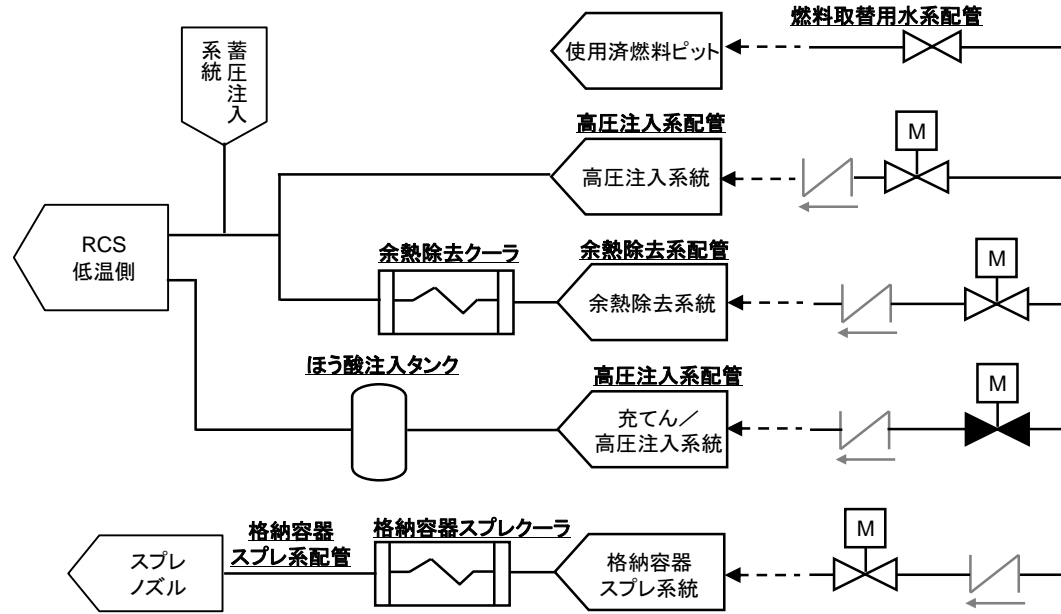 燃料取替用水系配管
使用済燃料ピット
蓄圧注入
系統
高圧注入系配管
M
高圧注入系統
RCS
低温側
余熱除去クーラ
余熱除去系配管
M
余熱除去系統
ほう酸注入タンク
高圧注入系配管
M
充てん／
高圧注入系統
格納容器
スプレ系配管
格納容器スプレクーラ
M
スプレ
ノズル
格納容器
スプレ系統